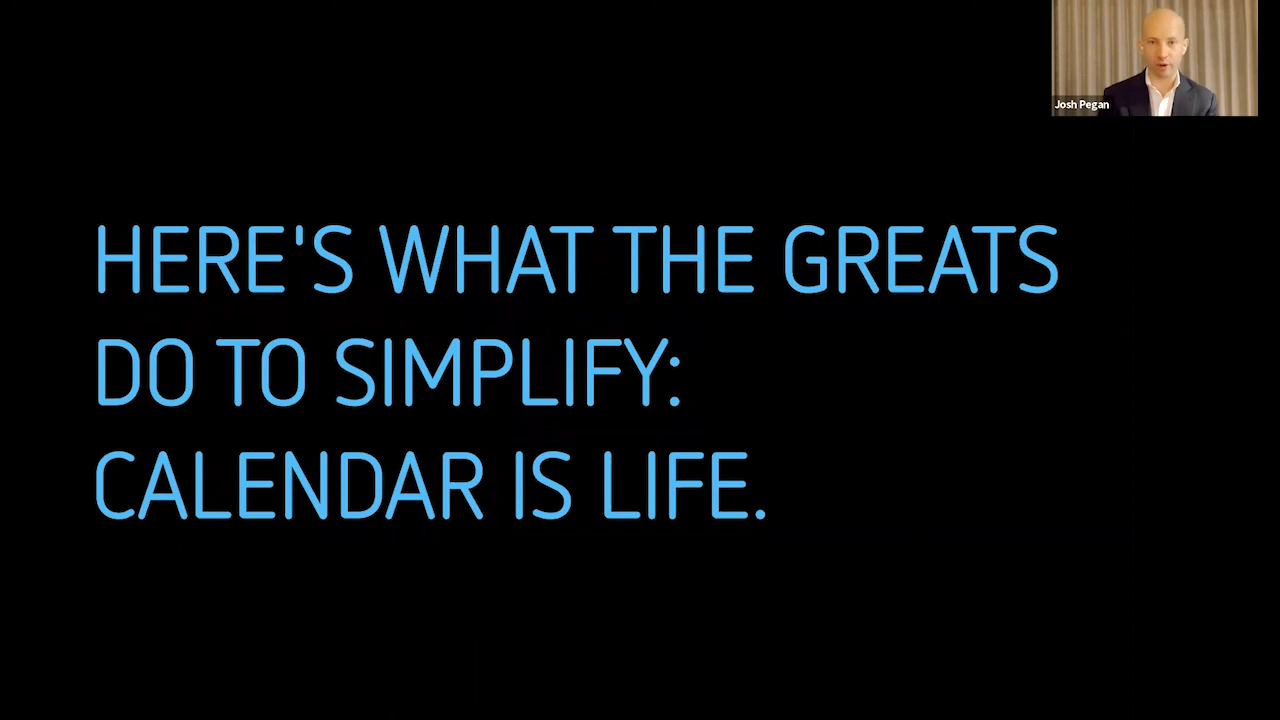 Josh Pegan
HERE'S WHAT THE GREATS
DO TO SIMPLIFY:
CALENDAR IS LIFE.